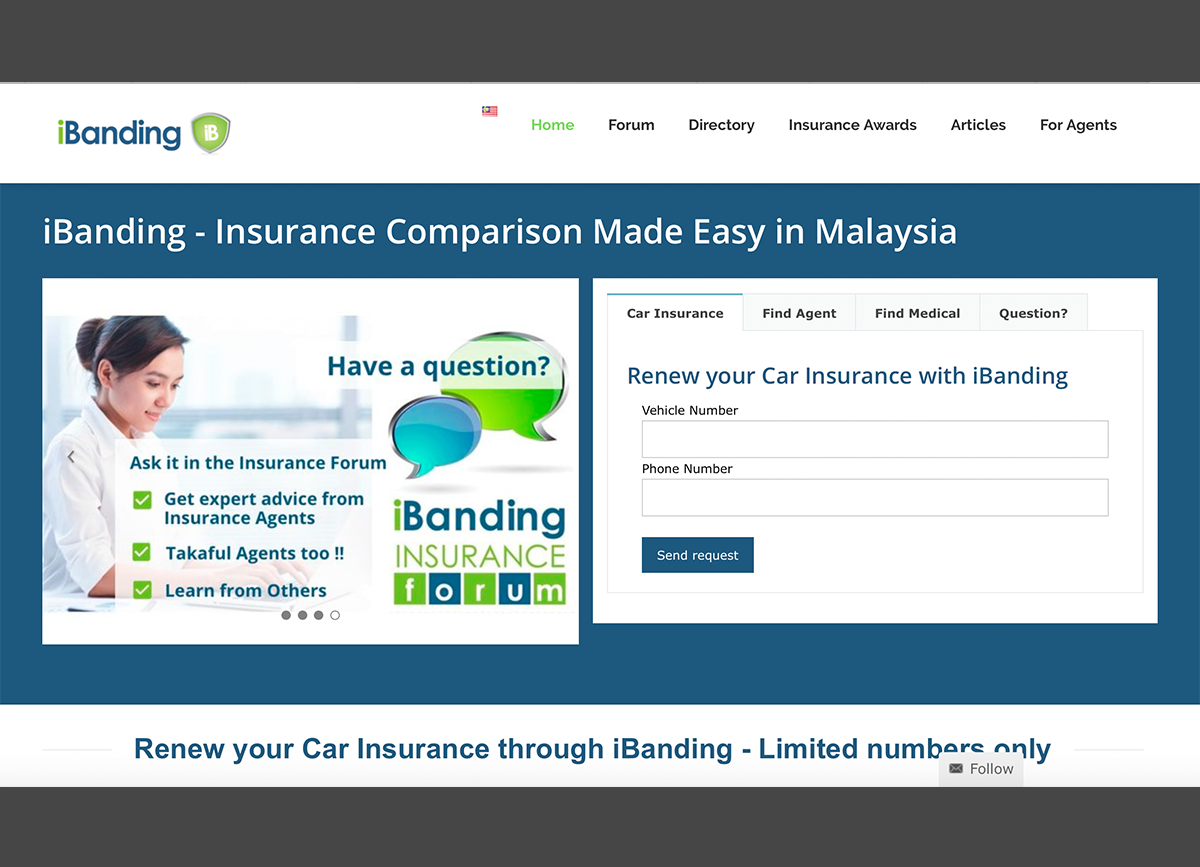 iBanding iB
Home Forum Directory Insurance Awards Articles For Agents
iBanding - Insurance Comparison Made Easy in Malaysia
Have a question?
Ask it in the Insurance Forum
Get expert advice from
Insurance Agents
Takaful Agents too !!
Learn from Others
iBanding
INSURANCE
forum
Car Insurance Find Agent Find Medical Question?
Renew your Car Insurance with iBanding
Vehicle Number
Phone Number
Send request
Renew your Car Insurance through iBanding - Limited numbers only
Follow